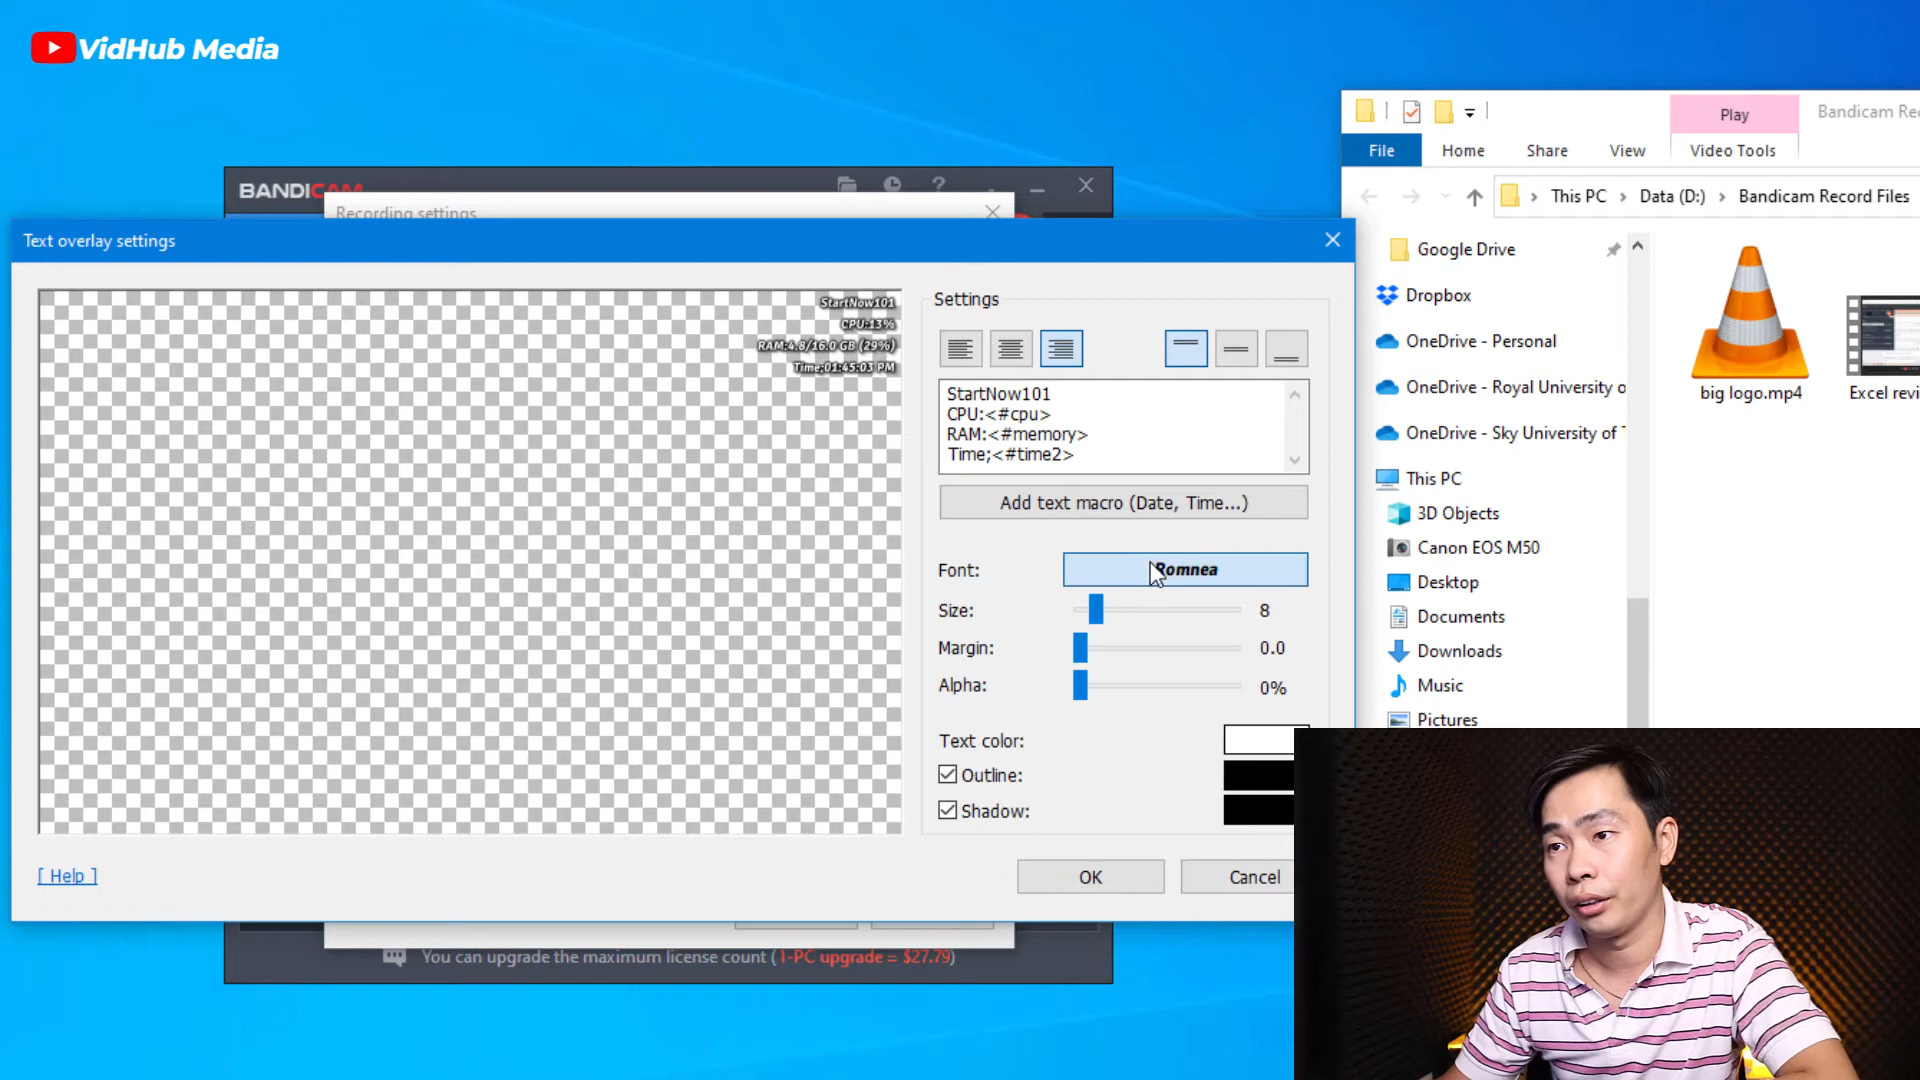 VidHub Media
BANDICAM
?
Recording settings
Text overlay settings
StartNow101
CPU:13%
RAM:4.8/16.0 GB (29%)
Time;01:45:03 PM
Settings
StartNow101
CPU:<#cpu>
RAM:<#memory>
Time;<#time2>
Add text macro (Date, Time...)
Font:
Romnea
Size:
8
Margin:
0.0
Alpha:
0%
Text color:
Outline:
Shadow:
[ Help ]
OK
Cancel
You can upgrade the maximum license count (1-PC upgrade = $27.79)
Play
Bandicam Rec
File
Home
Share
View
Video Tools
This PC > Data (D:) > Bandicam Record Files
Google Drive
Dropbox
OneDrive - Personal
OneDrive - Royal University o
OneDrive - Sky University of
This PC
3D Objects
Canon EOS M50
Desktop
Documents
Downloads
Music
Pictures
big logo.mp4
Excel revi